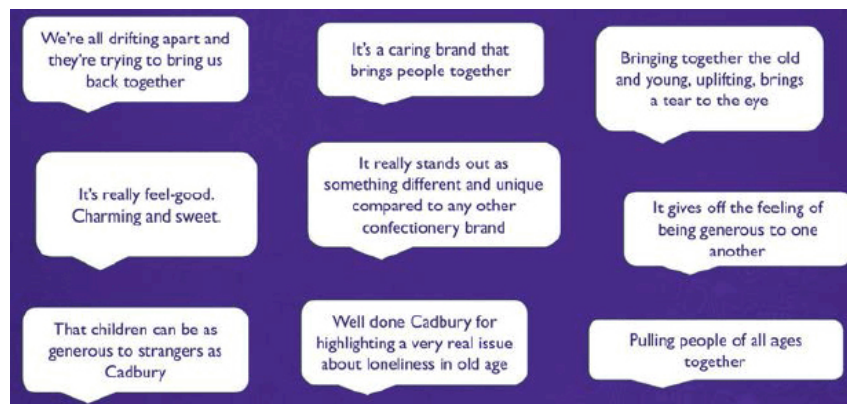 We're all drifting apart and
they're trying to bring us
back together
It's a caring brand that
brings people together
Bringing together the old
and young, uplifting, brings
a tear to the eye
It's really feel-good.
Charming and sweet.
It really stands out as
something different and unique
compared to any other
confectionery brand
It gives off the feeling of
being generous to one
another
That children can be as
generous to strangers as
Cadbury
Well done Cadbury for
highlighting a very real issue
about loneliness in old age
Pulling people of all ages
together